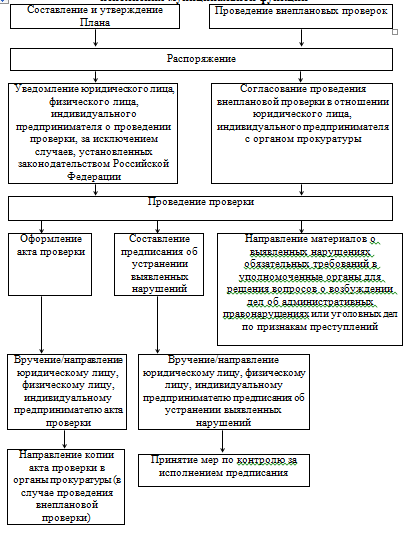 Составление и утверждение
Плана
Проведение внеплановых проверок
Распоряжение
Уведомление юридического лица,
физического лица,
индивидуального
предпринимателя о проведении
проверки, за исключением
случаев, установленных
законодательством Российской
Федерации
Согласование проведения
внеплановой проверки в отношении
юридического лица,
индивидуального предпринимателя
с органом прокуратуры
Проведение проверки
Оформление
акта проверки
Составление
предписания об
устранении
выявленных
нарушений
Направление материалов о
выявленных нарушениях
обязательных требований в
уполномоченные органы для
решения вопросов о возбуждении
дел об административных
правонарушениях или уголовных дел
по признакам преступлений
Вручение/направление
юридическому лицу,
физическому лицу,
индивидуальному
предпринимателю акта
проверки
Вручение/направление юридическому лицу, физическому
лицу, индивидуальному
предпринимателю предписания об
устранении выявленных
нарушений
Направление копии
акта проверки в
органы прокуратуры (в
случае проведения
внеплановой
проверки)
Принятие мер по контролю за
исполнением предписания